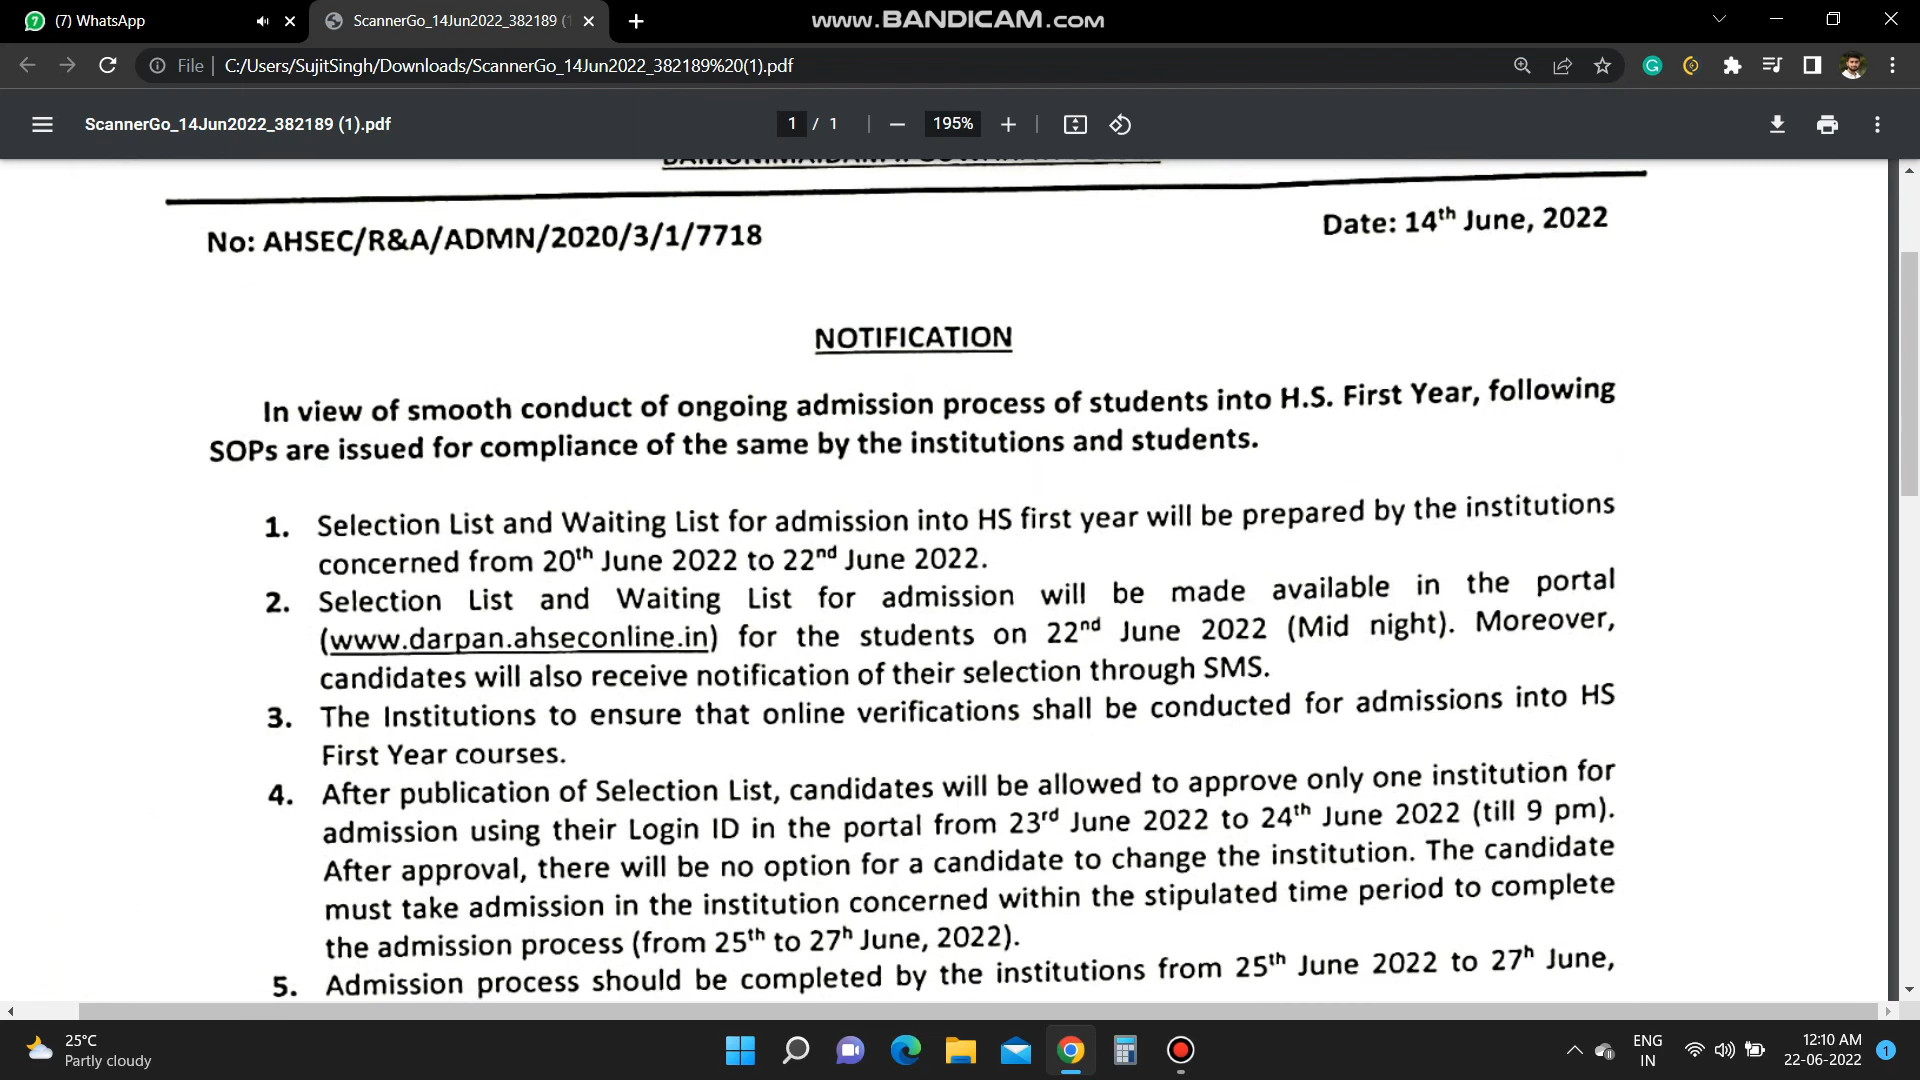 (7) WhatsApp
ScannerGo_14Jun2022_382189 (1
www.BANDICAM.com
File
C:/Users/SujitSingh/Downloads/ScannerGo_14Jun2022_382189%20(1).pdf
ScannerGo_14Jun2022_382189 (1).pdf
1 / 1
195%
No: AHSEC/R&A/ADMN/2020/3/1/7718
Date: 14th June, 2022
NOTIFICATION
In view of smooth conduct of ongoing admission process of students into H.S. First Year, following
SOPs are issued for compliance of the same by the institutions and students.
1. Selection List and Waiting List for admission into HS first year will be prepared by the institutions
concerned from 20th June 2022 to 22nd June 2022.
2. Selection List and Waiting List for admission will be made available in the portal
(www.darpan.ahseconline.in) for the students on 22nd June 2022 (Mid night). Moreover,
candidates will also receive notification of their selection through SMS.
3. The Institutions to ensure that online verifications shall be conducted for admissions into HS
First Year courses.
4. After publication of Selection List, candidates will be allowed to approve only one institution for
admission using their Login ID in the portal from 23rd June 2022 to 24th June 2022 (till 9 pm).
After approval, there will be no option for a candidate to change the institution. The candidate
must take admission in the institution concerned within the stipulated time period to complete
the admission process (from 25th to 27h June, 2022).
5. Admission process should be completed by the institutions from 25th June 2022 to 27h June,
25°C
Partly cloudy
ENG
IN
12:10 AM
22-06-2022
1